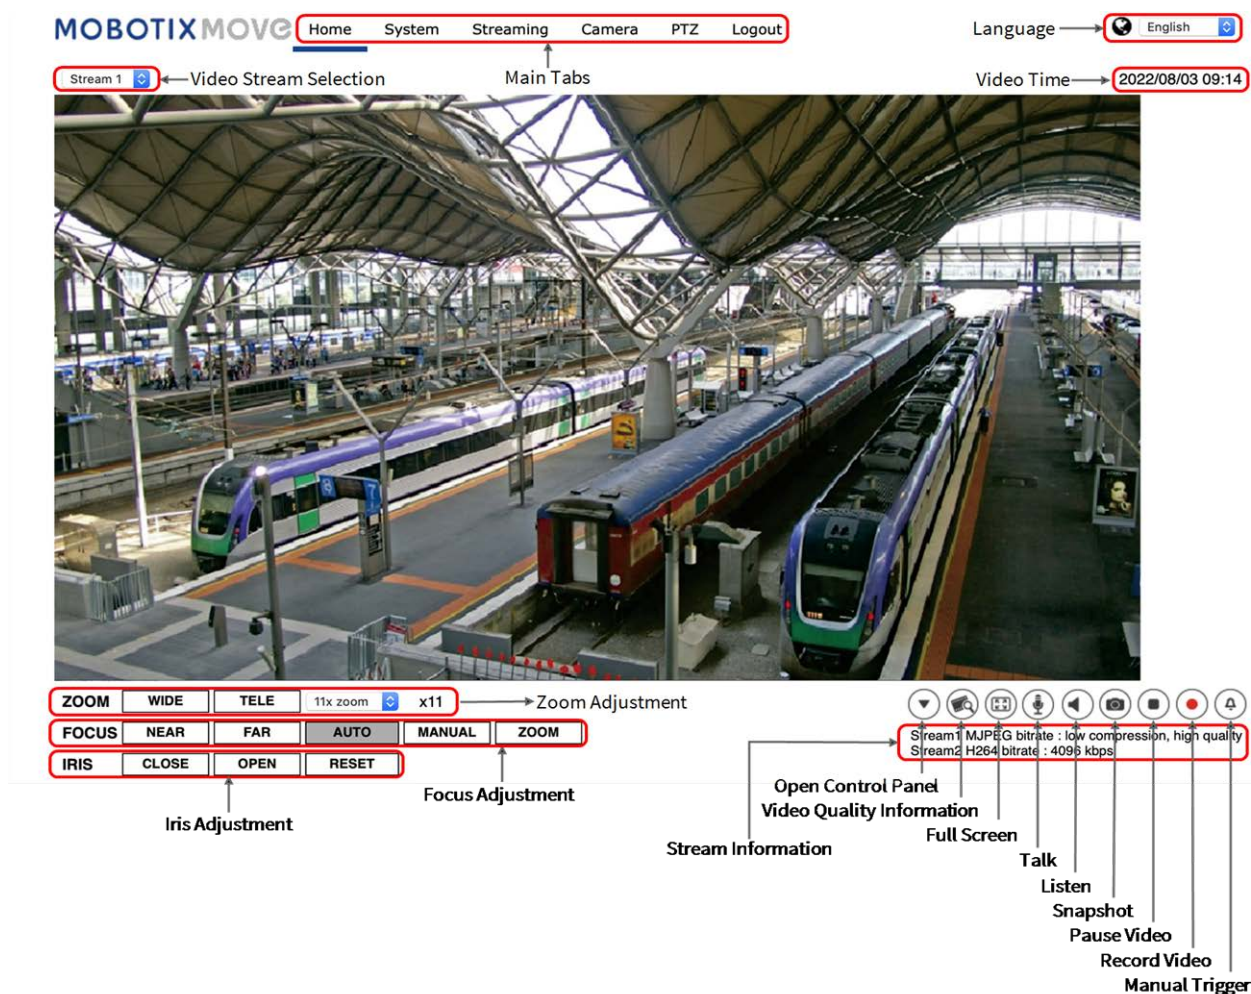 MOBOTIX MOVE
Home System Streaming Camera PTZ Logout
Language
English
Stream 1
Video Stream Selection
Main Tabs
Video Time
2022/08/03 09:14
7
ZOOM WIDE TELE 11x zoom x11
Zoom Adjustment
FOCUS NEAR FAR AUTO MANUAL ZOOM
Stream1 MJPEG bitrate : low compression, high quality
Stream2 H264 bitrate : 4096 kbps
IRIS CLOSE OPEN RESET
Open Control Panel
Focus Adjustment
Video Quality Information
Iris Adjustment
Full Screen
Stream Information
Talk
Listen
Snapshot
Pause Video
Record Video
Manual Trigger